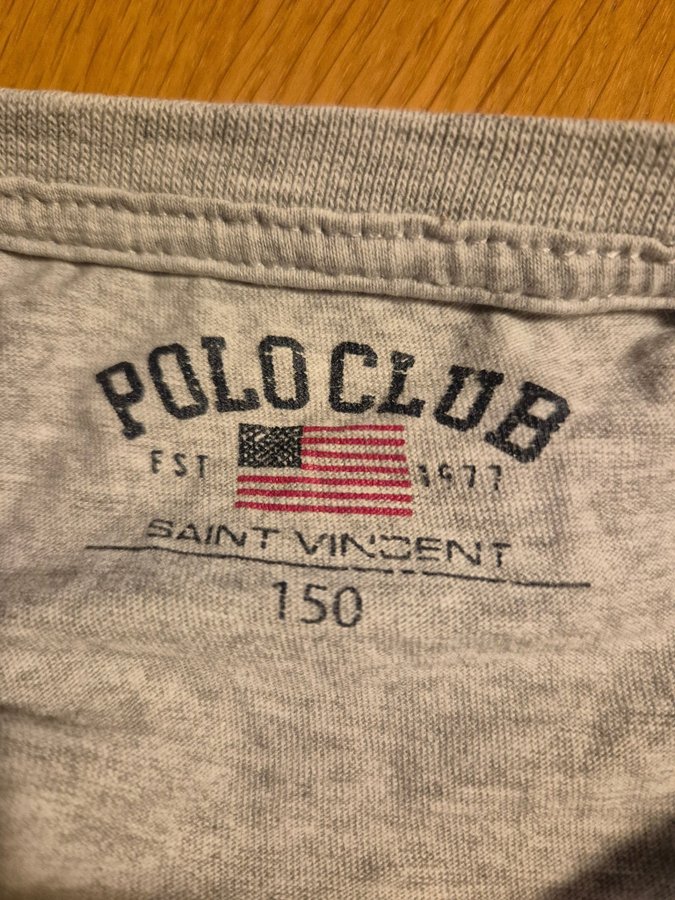 POLO CLUB
EST 1977
SAINT VINCENT
150